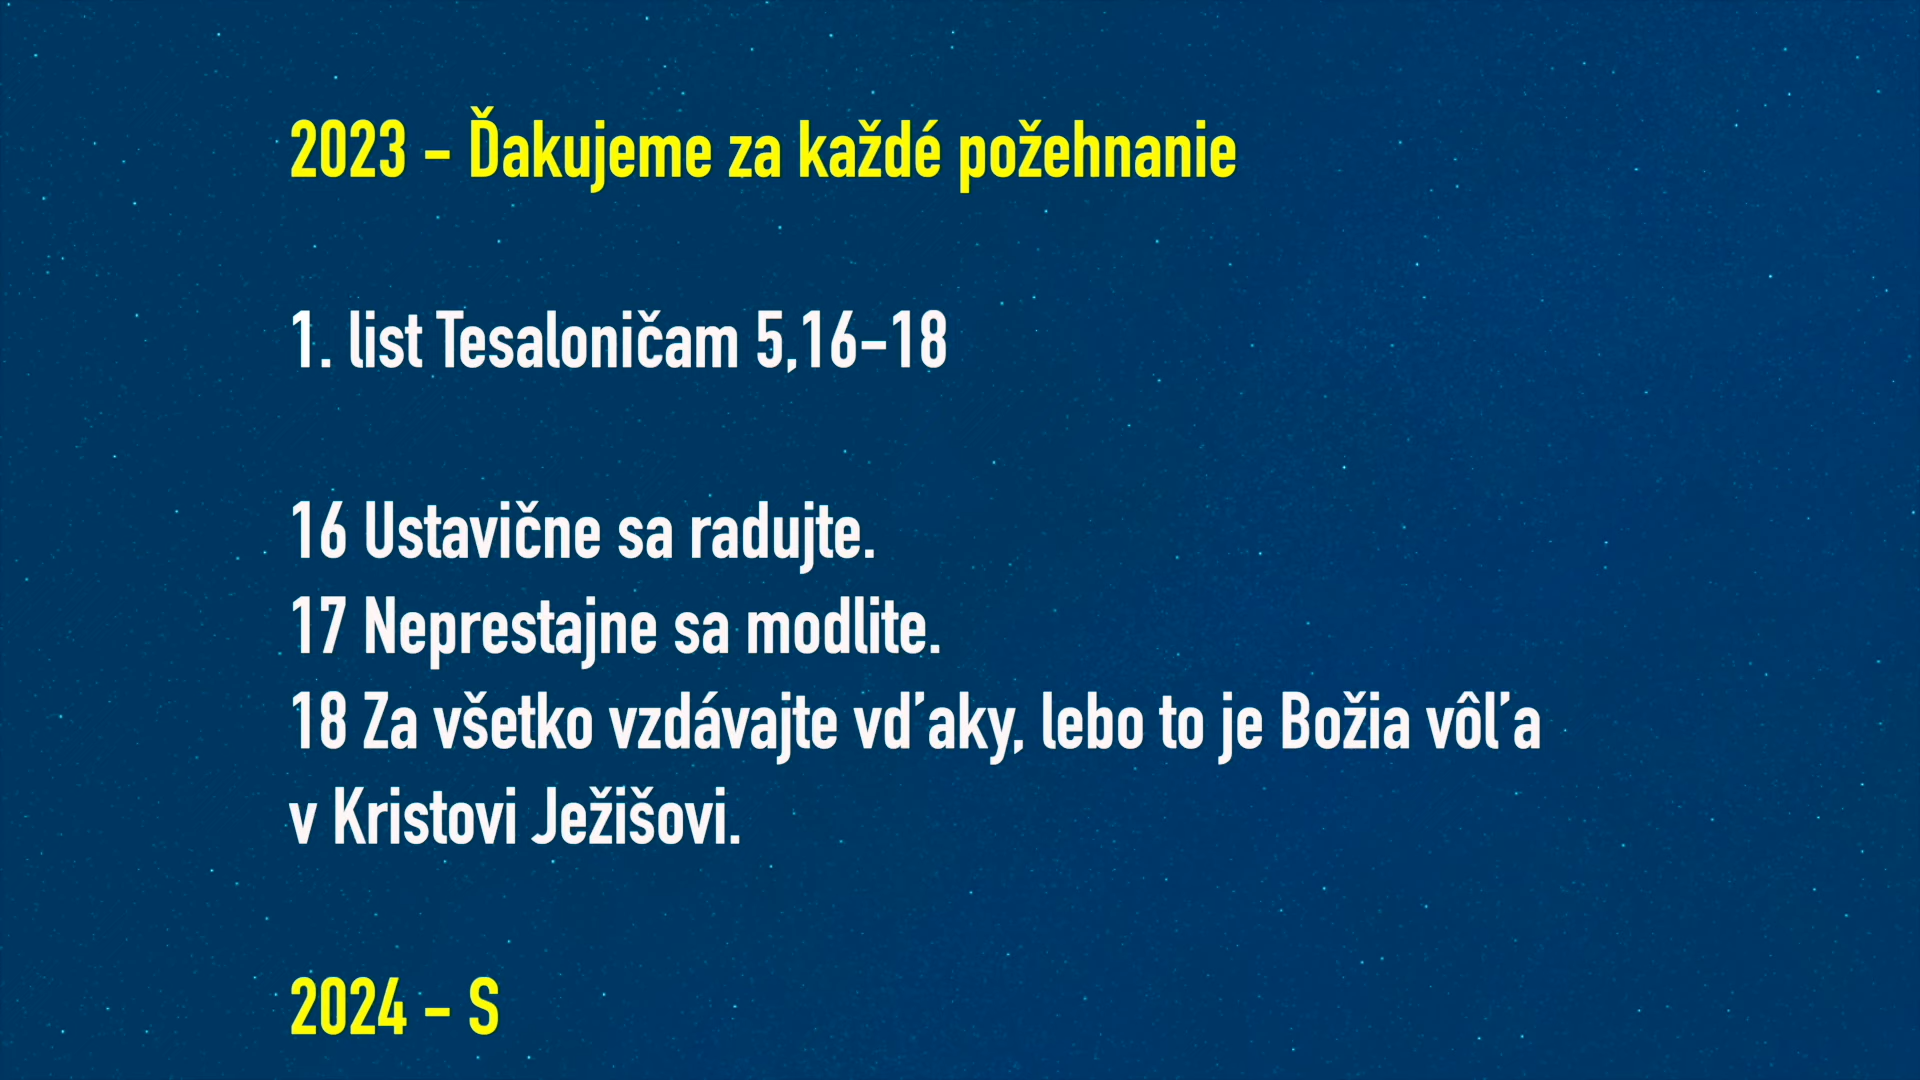 2023 – Ďakujeme za každé požehnanie
1. list Tesaloničam 5,16–18
16 Ustavične sa radujte.
17 Neprestajne sa modlite.
18 Za všetko vzdávajte vďaky, lebo to je Božia vôľa
v Kristovi Ježišovi.
2024 – S